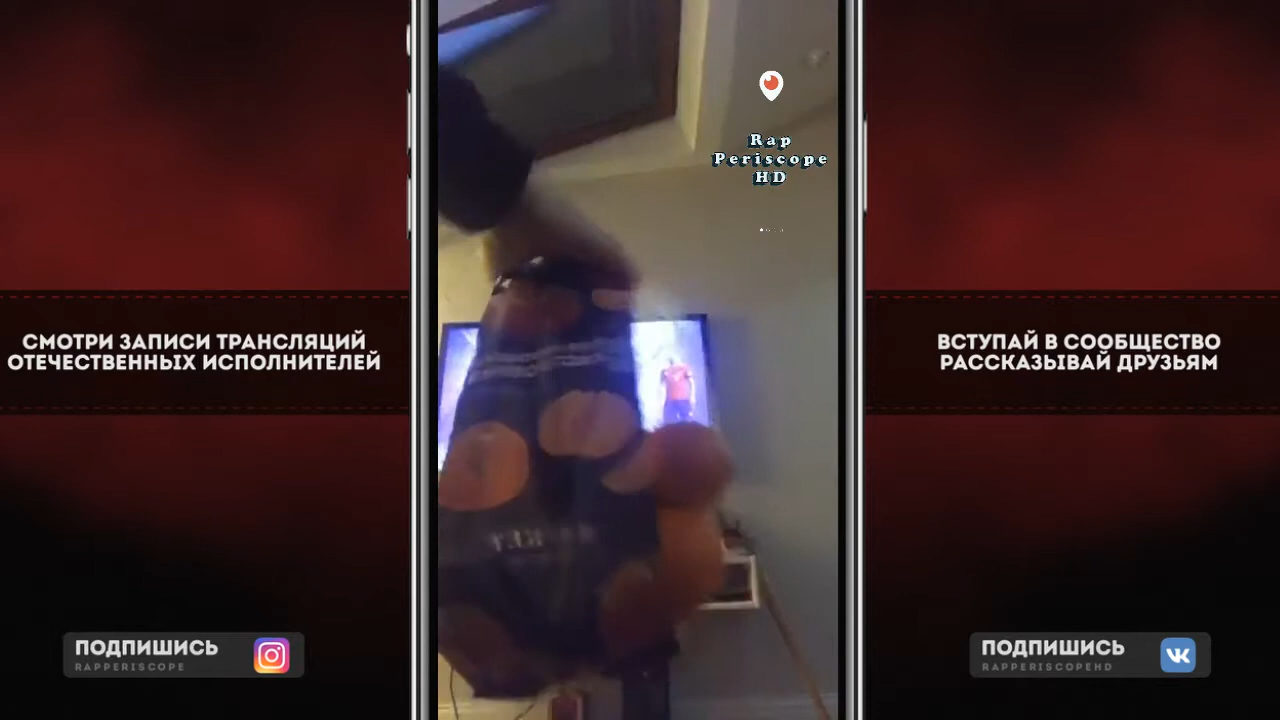 Rap
Periscope
HD
СМОТРИ ЗАПИСИ ТРАНСЛЯЦИЙ
ОТЕЧЕСТВЕННЫХ ИСПОЛНИТЕЛЕЙ
ВСТУПАЙ В СООБЩЕСТВО
РАССКАЗЫВАЙ ДРУЗЬЯМ
ПОДПИШИСЬ
RAPPERISCOPE
ПОДПИШИСЬ
RAPPERISCOPEHD